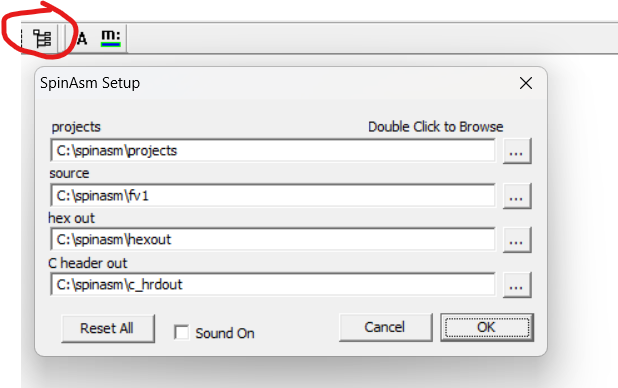 A m:
SpinAsm Setup
projects Double Click to Browse
C:\spinasm\projects ...
source
C:\spinasm\fv1 ...
hex out
C:\spinasm\hexout ...
C header out
C:\spinasm\c_hrdout ...
Reset All Sound On Cancel OK